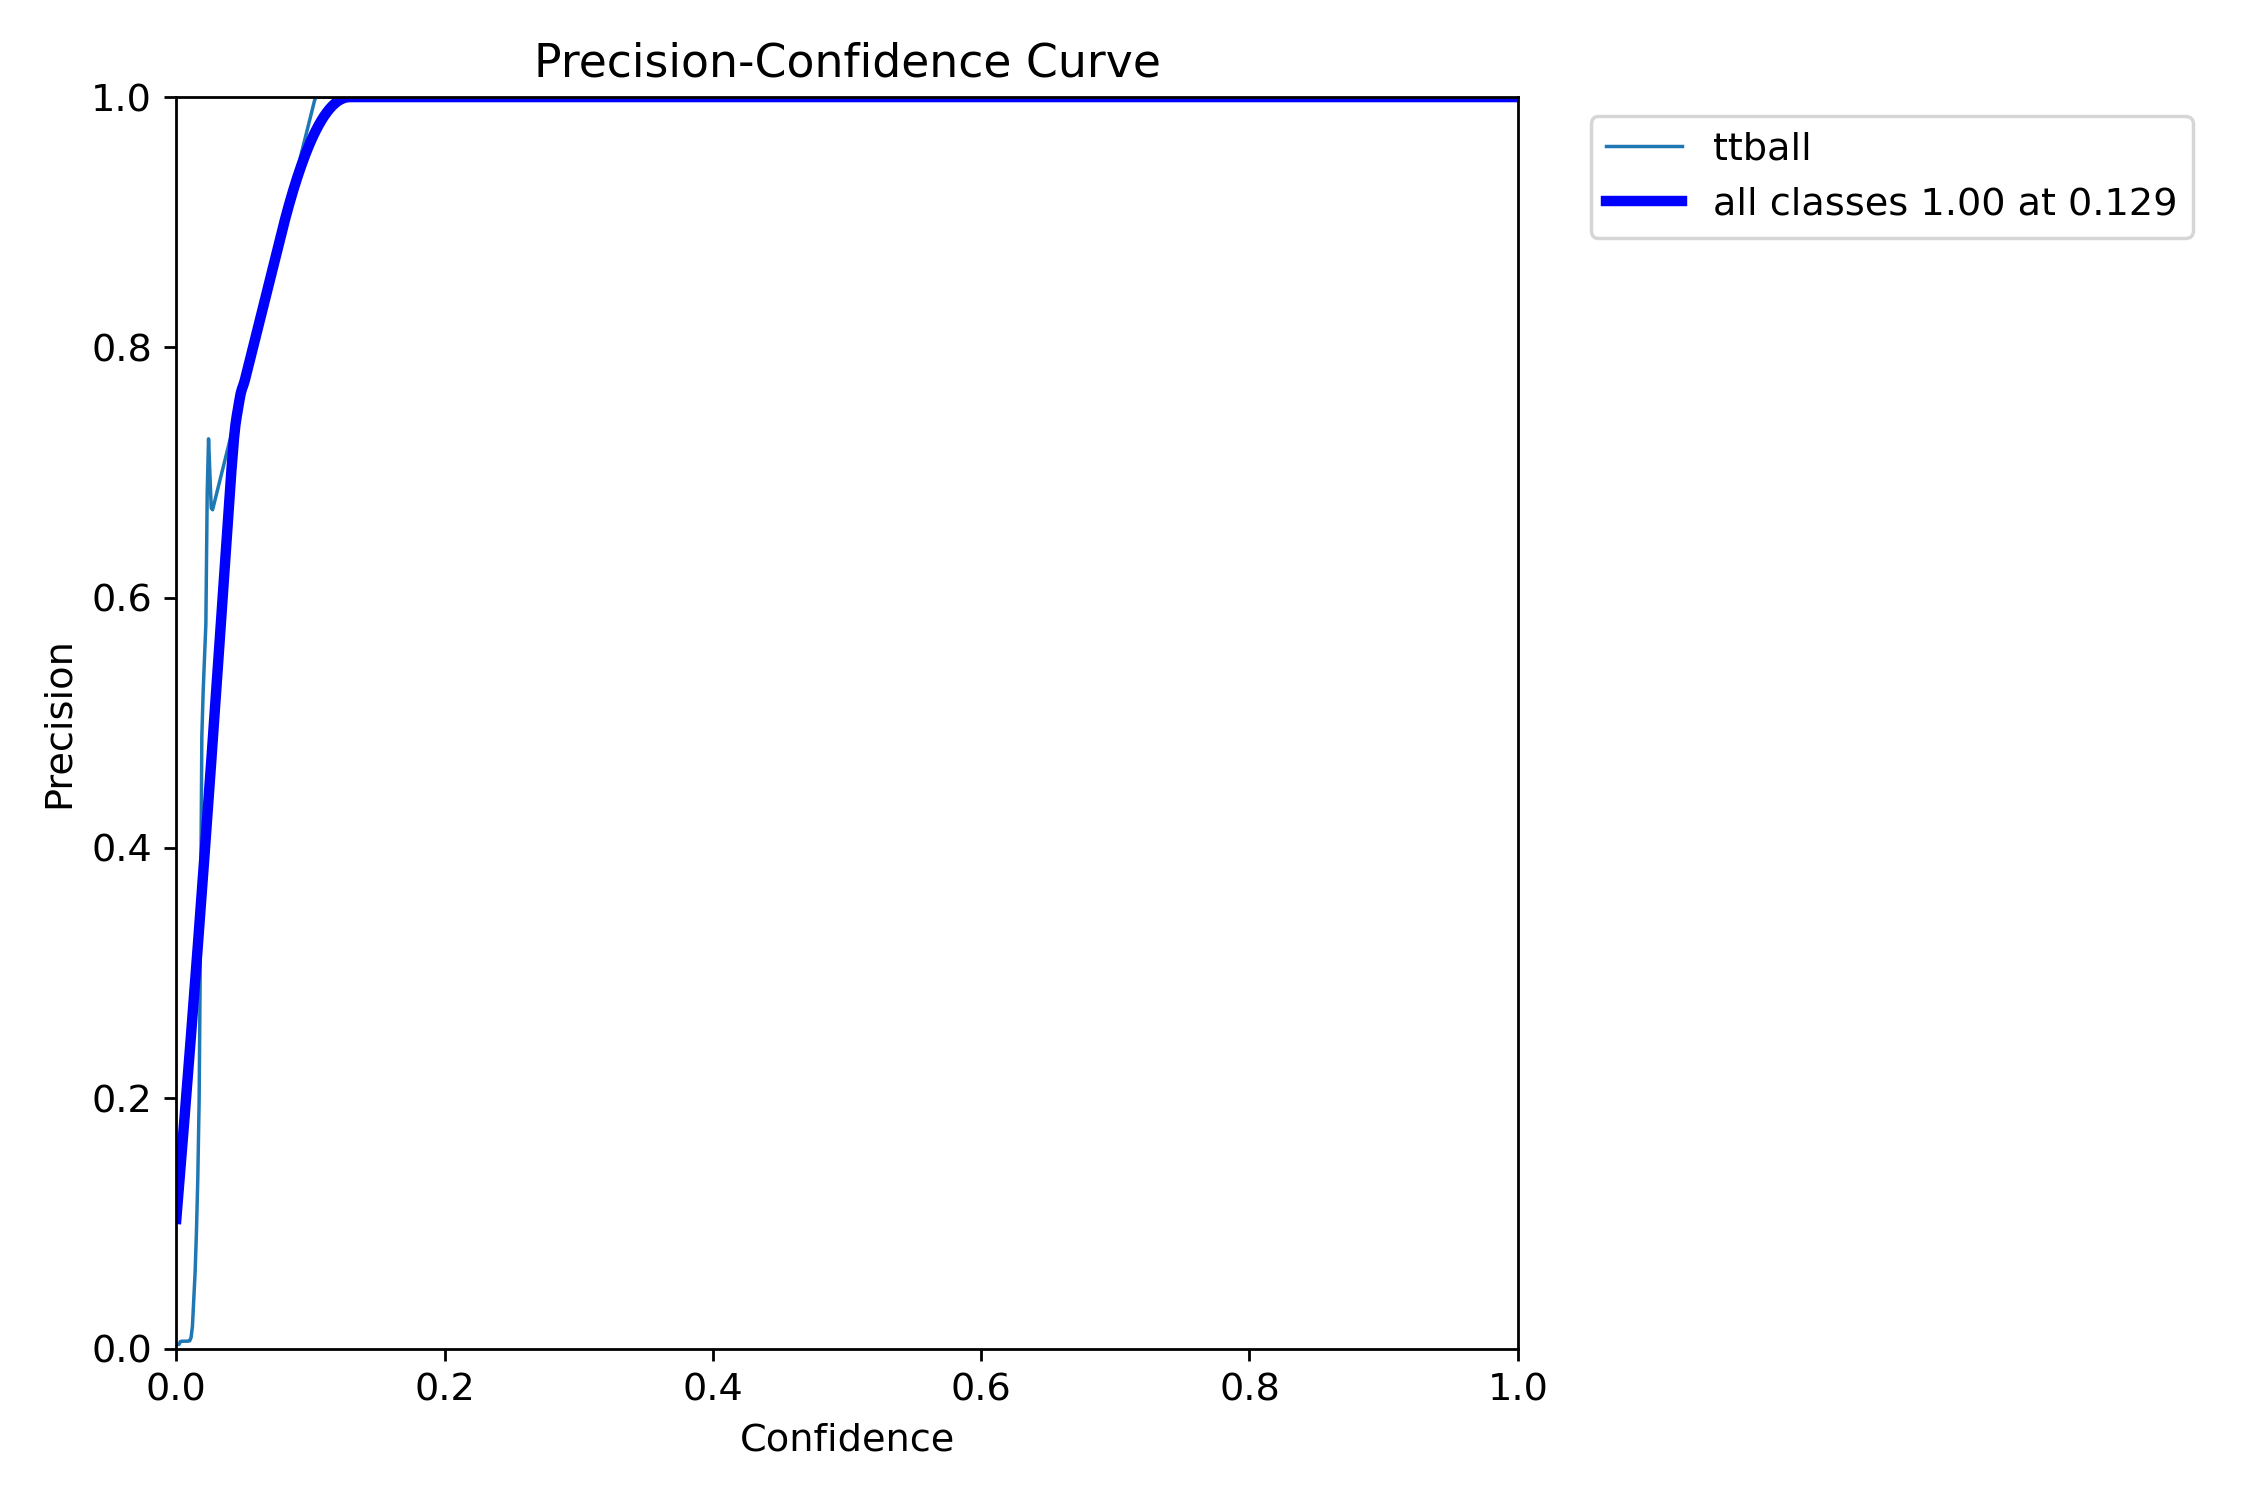 Precision-Confidence Curve
1.0
0.8
0.6
0.4
0.2
0.0
Precision
0.0 0.2 0.4 0.6 0.8 1.0
Confidence
ttball
all classes 1.00 at 0.129